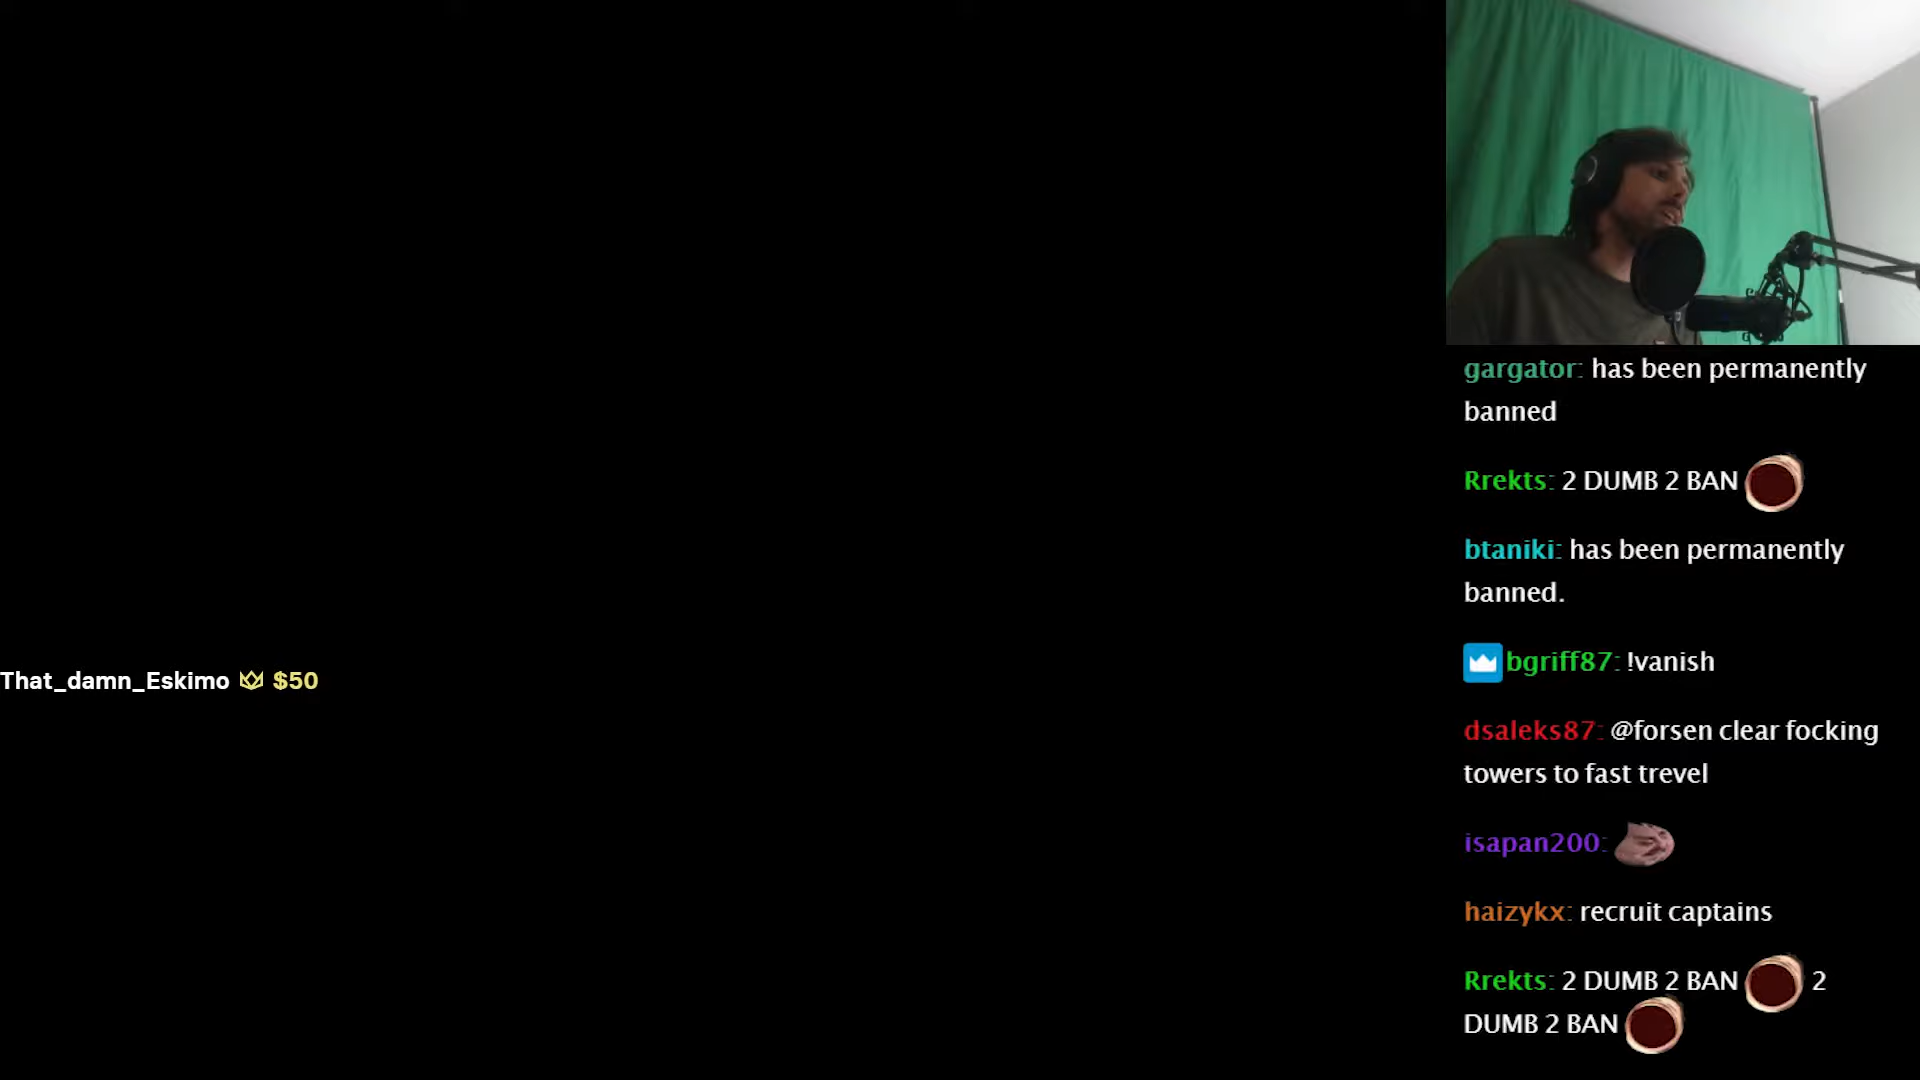 gargator: has been permanently
banned
Rrekts: 2 DUMB 2 BAN
btaniki: has been permanently
banned.
bgriff87: !vanish
That_damn_Eskimo $50
dsaleks87: @forsen clear focking
towers to fast trevel
isapan200:
haizykx: recruit captains
Rrekts: 2 DUMB 2 BAN 2
DUMB 2 BAN